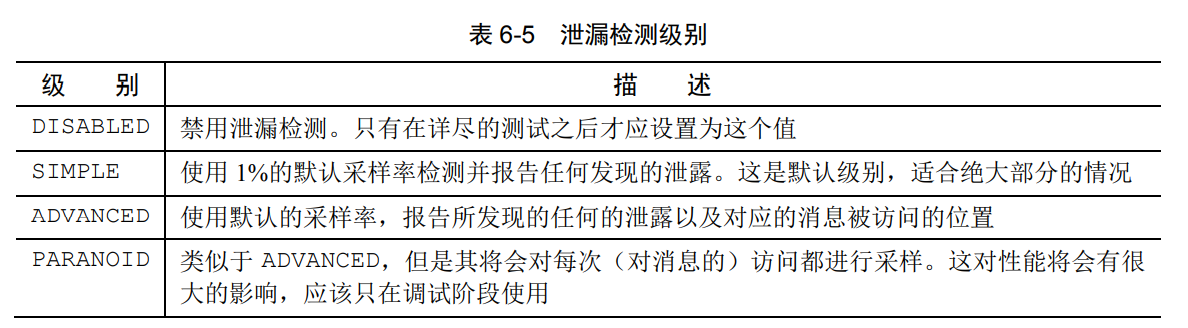 表 6-5 泄漏检测级别
级 别 描 述
DISABLED 禁用泄漏检测。只有在详尽的测试之后才应设置为这个值
SIMPLE 使用 1%的默认采样率检测并报告任何发现的泄露。这是默认级别，适合绝大部分的情况
ADVANCED 使用默认的采样率，报告所发现的任何的泄露以及对应的消息被访问的位置
PARANOID 类似于 ADVANCED，但是其将会对每次（对消息的）访问都进行采样。这对性能将会有很
大的影响，应该只在调试阶段使用